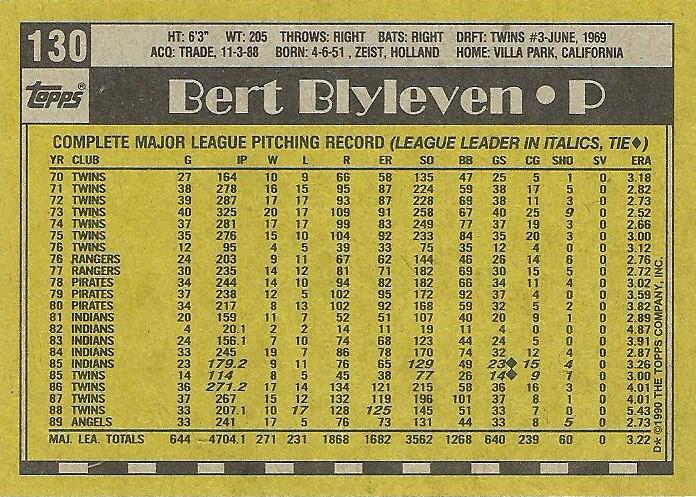 130
HT: 6'3" WT: 205 THROWS: RIGHT BATS: RIGHT DRFT: TWINS #3-JUNE, 1969
ACQ: TRADE, 11-3-88 BORN: 4-6-51 , ZEIST, HOLLAND HOME: VILLA PARK, CALIFORNIA
Topps®
Bert Blyleven • P
COMPLETE MAJOR LEAGUE PITCHING RECORD (LEAGUE LEADER IN ITALICS, TIE♦)
YR CLUB G IP W L R ER SO BB GS CG SHO SV ERA
70 TWINS 27 164 10 9 66 58 135 47 25 5 1 0 3.18
71 TWINS 38 278 16 15 95 87 224 59 38 17 5 0 2.82
72 TWINS 39 287 17 17 93 87 228 69 38 11 3 0 2.73
73 TWINS 40 325 20 17 109 91 258 67 40 25 9 0 2.52
74 TWINS 37 281 17 17 99 83 249 77 37 19 3 0 2.66
75 TWINS 35 276 15 10 104 92 233 84 35 20 3 0 3.00
76 TWINS 12 95 4 5 39 33 75 35 12 4 0 0 3.12
76 RANGERS 24 203 9 11 67 62 144 46 26 14 6 0 2.76
77 RANGERS 30 235 14 12 81 71 182 69 30 15 5 0 2.72
78 PIRATES 34 244 14 10 94 82 182 66 34 11 4 0 3.02
79 PIRATES 37 238 12 5 102 95 172 92 37 4 0 0 3.59
80 PIRATES 34 217 8 13 102 92 168 59 32 5 2 0 3.82
81 INDIANS 20 159 11 7 52 51 107 40 20 9 1 0 2.89
82 INDIANS 4 20.1 2 2 14 11 19 11 4 0 0 0 4.87
83 INDIANS 24 156.1 7 10 74 68 123 44 24 5 0 0 3.91
84 INDIANS 33 245 19 7 86 78 170 74 32 12 4 0 2.87
85 INDIANS 23 179.2 9 11 76 65 129 49 23♦ 15 4 0 3.26
85 TWINS 14 114 8 5 45 38 77 26 14♦ 9 1 0 3.00
86 TWINS 36 271.2 17 14 134 121 215 58 36 16 3 0 4.01
87 TWINS 37 267 15 12 132 119 196 101 37 8 1 0 4.01
88 TWINS 33 207.1 10 17 128 125 145 51 33 7 0 0 5.43
89 ANGELS 33 241 17 5 76 73 131 44 33 8 5 0 2.73
MAJ. LEA. TOTALS 644 4704.1 271 231 1868 1682 3562 1268 640 239 60 0 3.22
D* ©1990 THE TOPPS COMPANY, INC.